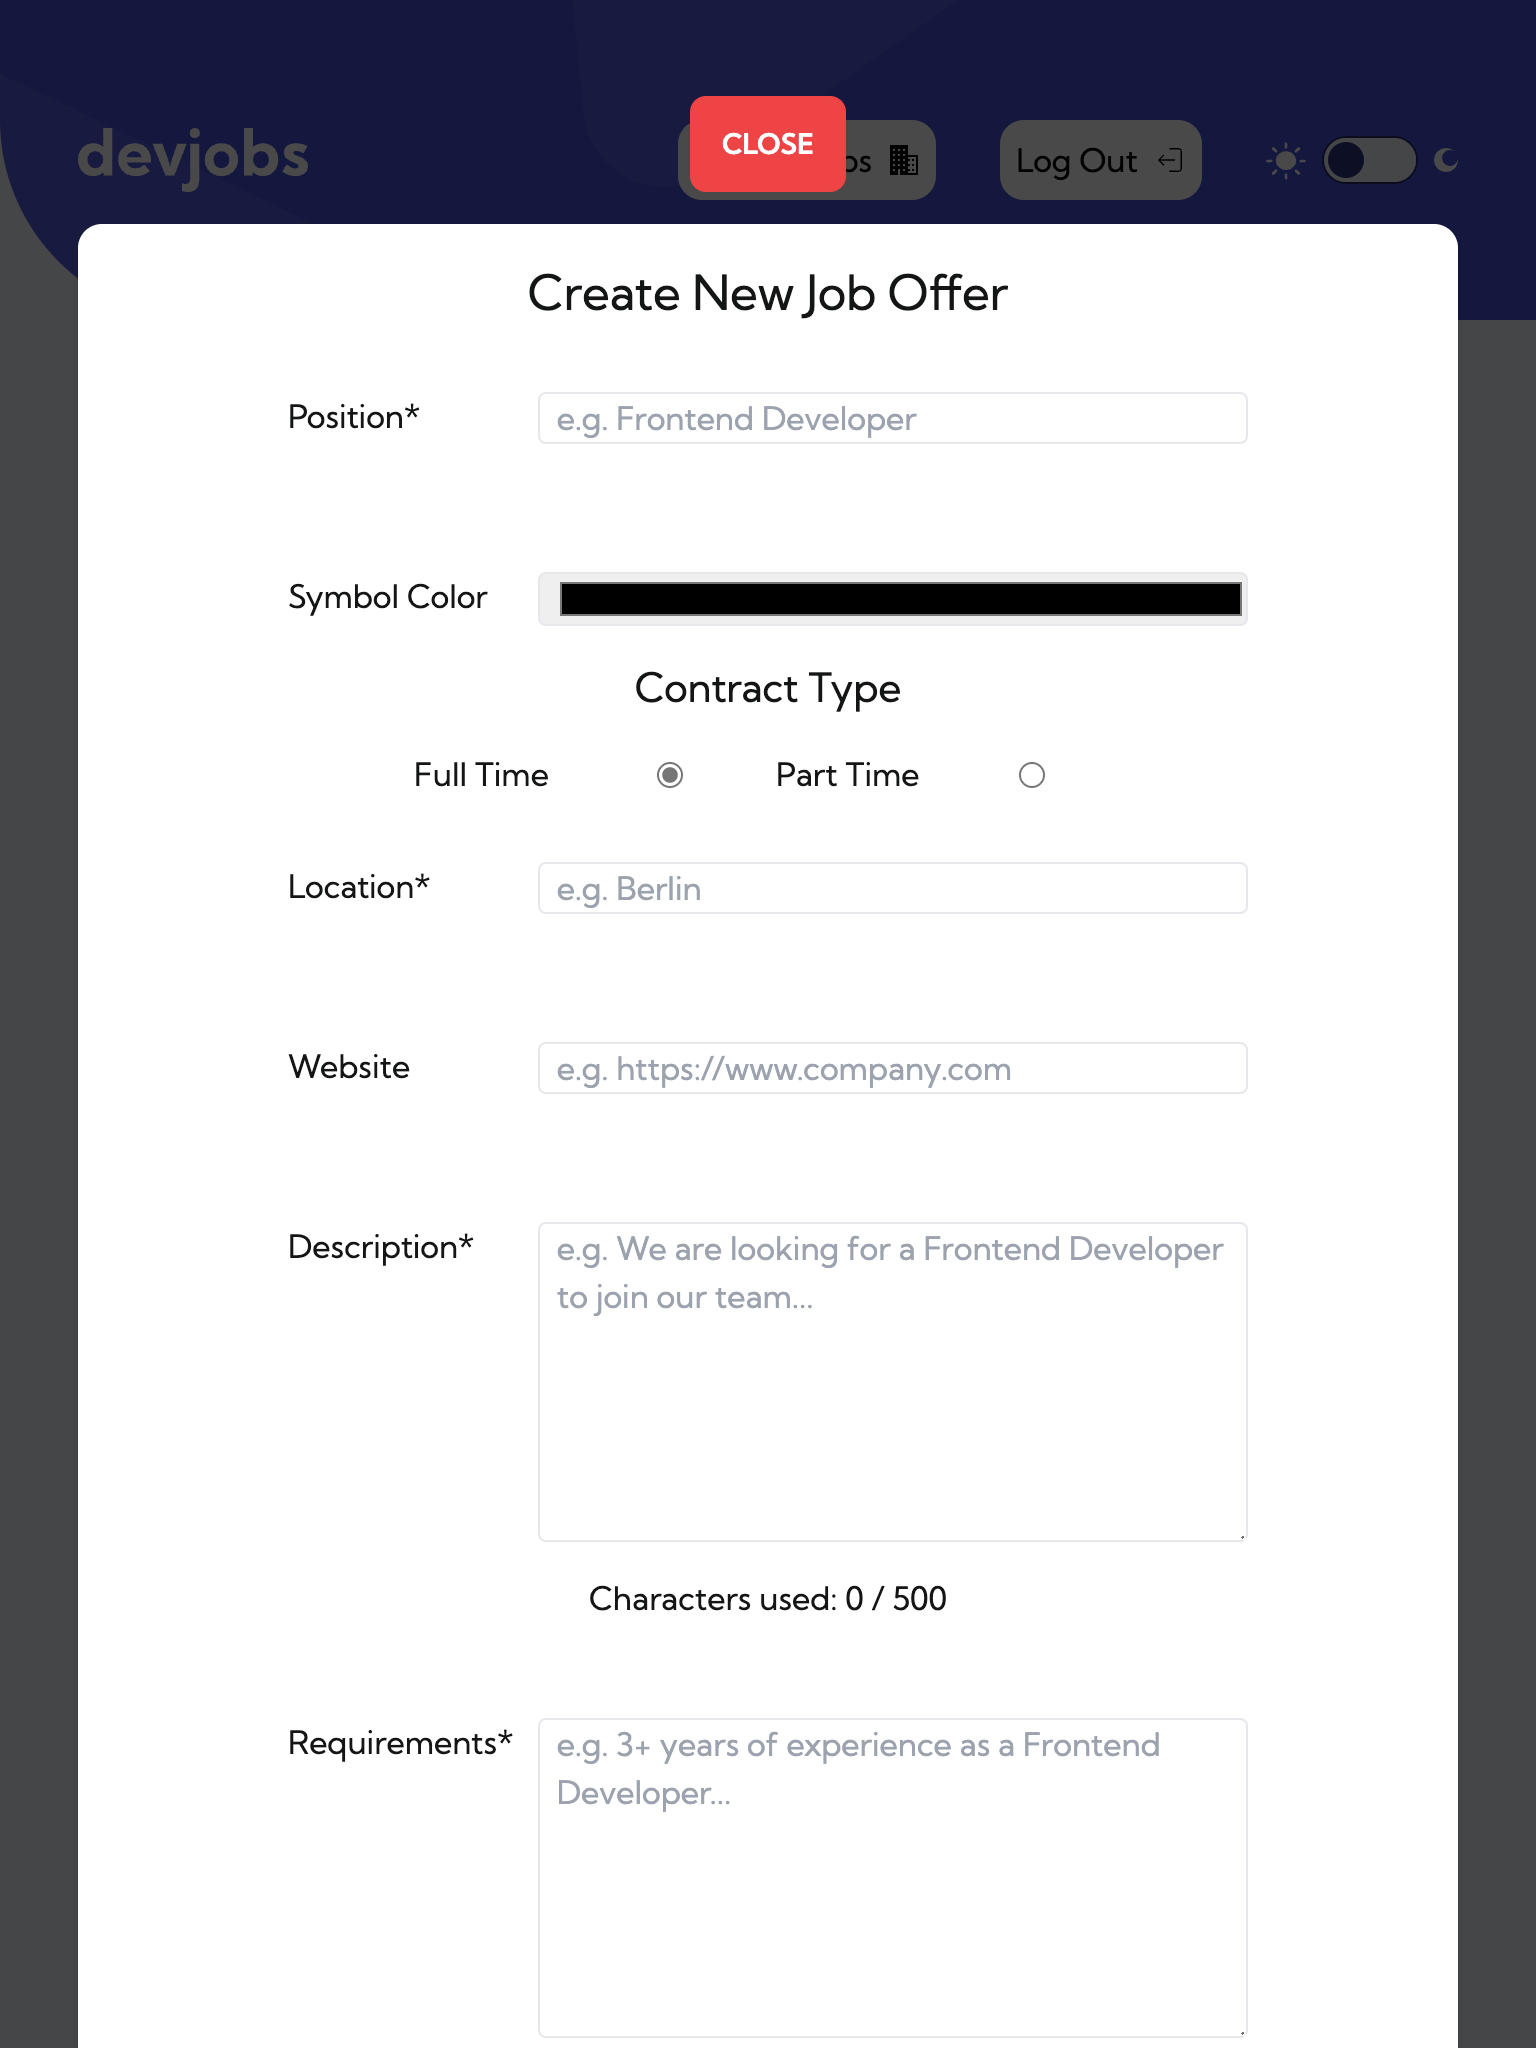 devjobs
CLOSE
Log Out
Create New Job Offer
Position*
e.g. Frontend Developer
Symbol Color
Contract Type
Full Time
Part Time
Location*
e.g. Berlin
Website
e.g. https://www.company.com
Description*
e.g. We are looking for a Frontend Developer
to join our team...
Characters used: 0 / 500
Requirements*
e.g. 3+ years of experience as a Frontend
Developer...